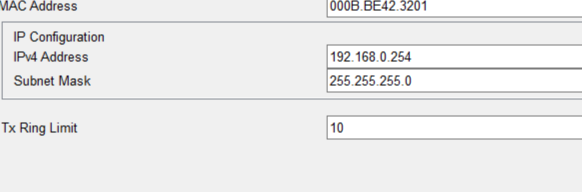 MAC Address 000B.BE42.3201
IP Configuration
IPv4 Address 192.168.0.254
Subnet Mask 255.255.255.0
Tx Ring Limit 10